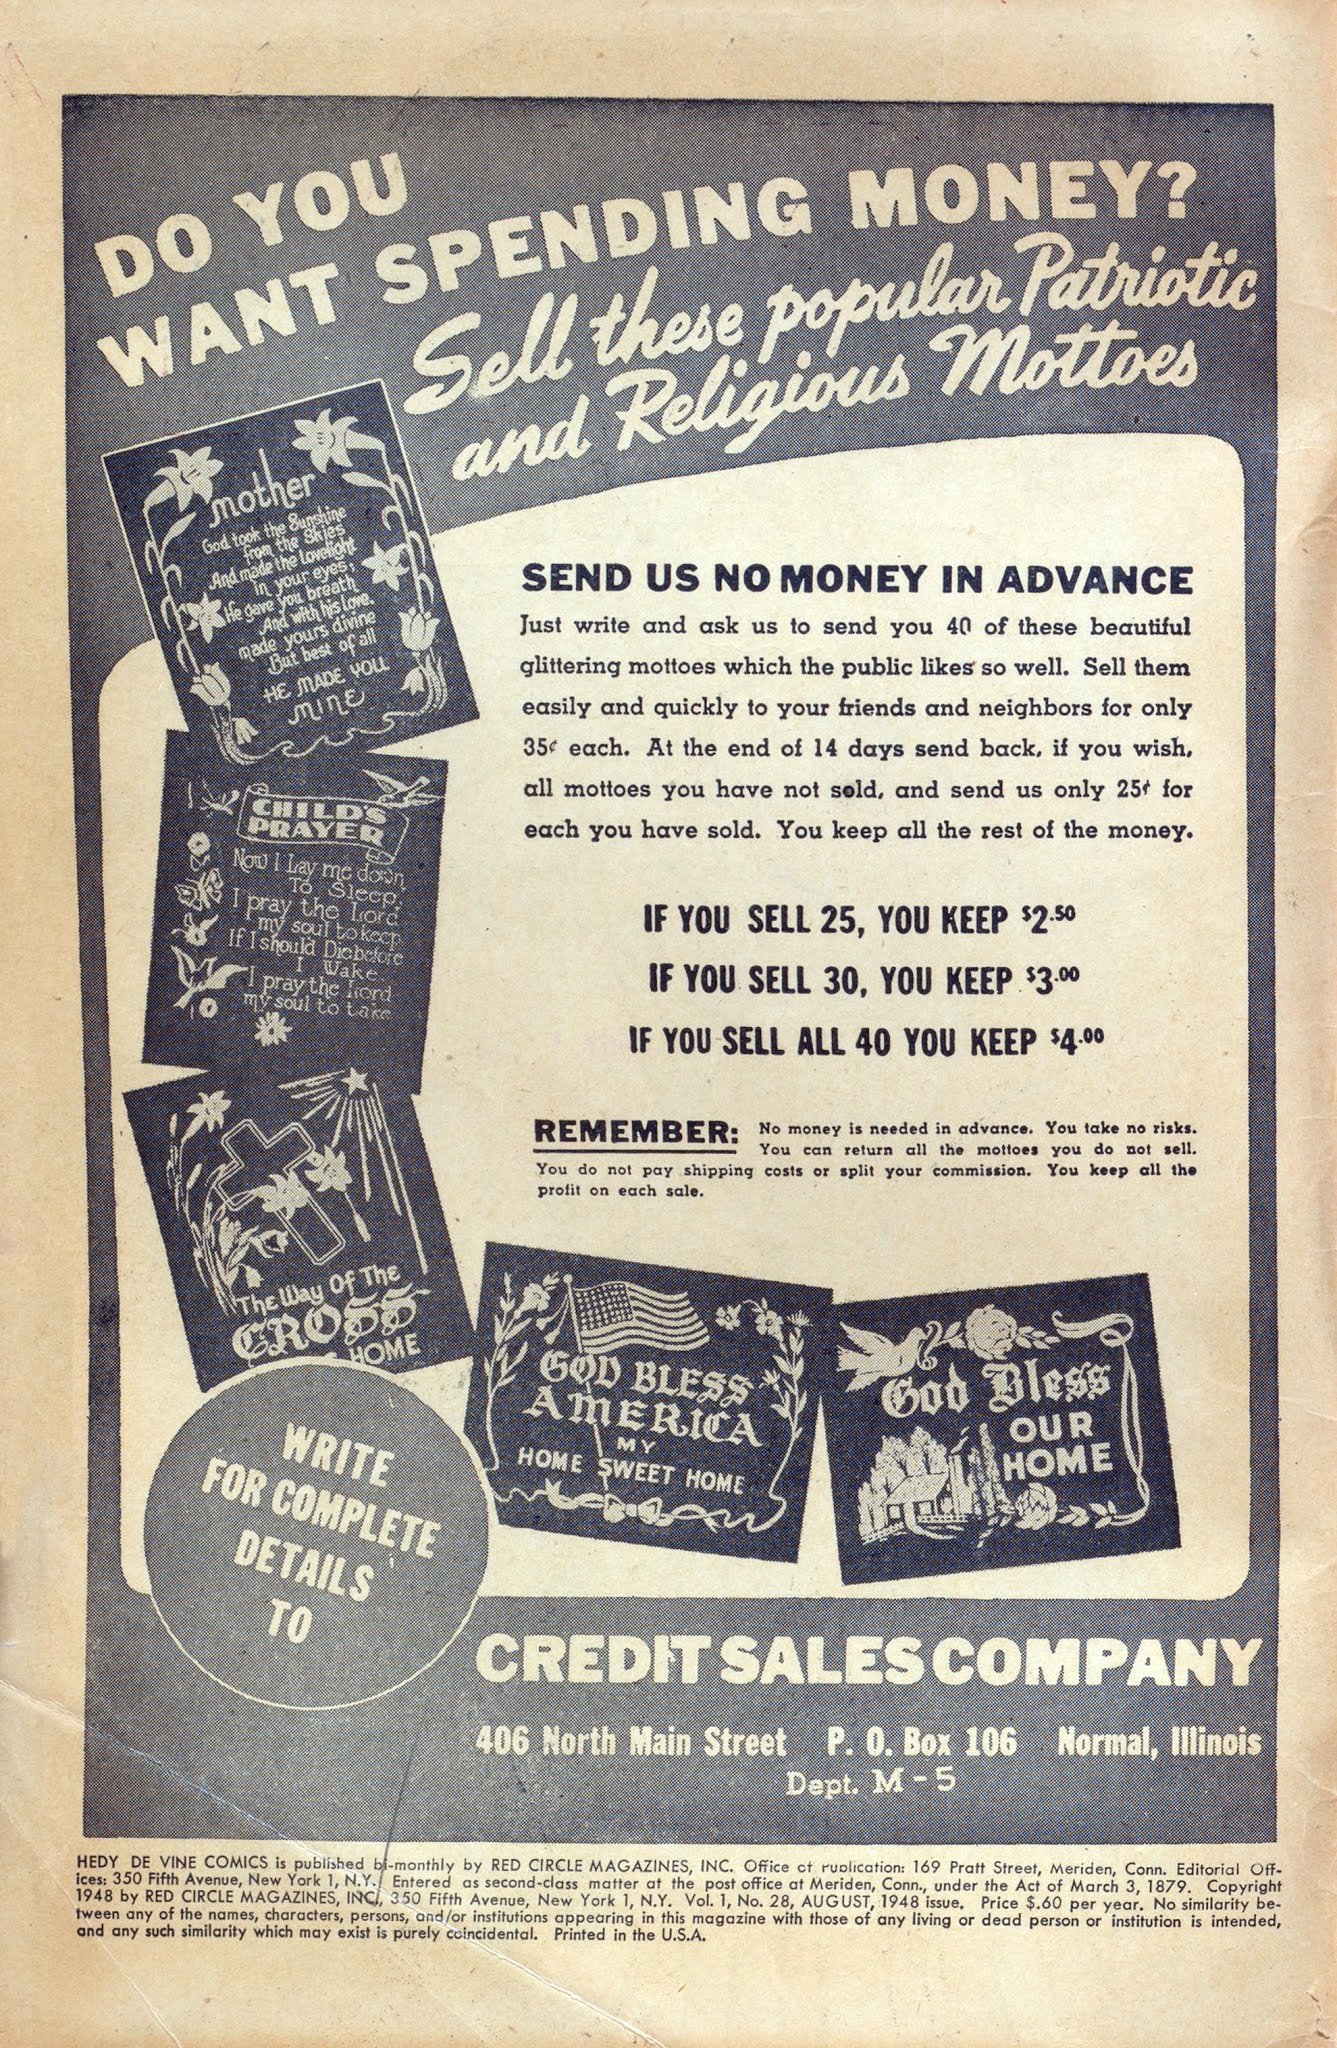 DO YOU
WANT SPENDING MONEY?
Sell these popular Patriotic
and Religious Mottoes
mother
God took the Sunshine
from the Skies
And made the lovelight
in your eyes;
He gave you breath
And with his love.
made yours divine
But best of all
HE MADE YOU
MINE
CHILD'S
PRAYER
Now I Lay me down
To Sleep,
I pray the Lord
my soul to keep
If I should Die before
I Wake
I pray the Lord
my soul to take
The Way Of The
CROSS
HOME
SEND US NO MONEY IN ADVANCE
Just write and ask us to send you 40 of these beautiful
glittering mottoes which the public likes so well. Sell them
easily and quickly to your friends and neighbors for only
35¢ each. At the end of 14 days send back, if you wish,
all mottoes you have not sold, and send us only 25¢ for
each you have sold. You keep all the rest of the money.
IF YOU SELL 25, YOU KEEP $2.50
IF YOU SELL 30, YOU KEEP $3.00
IF YOU SELL ALL 40 YOU KEEP $4.00
REMEMBER: No money is needed in advance. You take no risks.
You can return all the mottoes you do not sell.
You do not pay shipping costs or split your commission. You keep all the
profit on each sale.
GOD BLESS
AMERICA
MY
HOME SWEET HOME
God Bless
OUR
HOME
WRITE
FOR COMPLETE
DETAILS
TO
CREDIT SALES COMPANY
406 North Main Street P. O. Box 106 Normal, Illinois
Dept. M-5
HEDY DE VINE COMICS is published bi-monthly by RED CIRCLE MAGAZINES, INC. Office of publication: 169 Pratt Street, Meriden, Conn. Editorial Off-
ices: 350 Fifth Avenue, New York 1, N.Y. Entered as second-class matter at the post office at Meriden, Conn., under the Act of March 3, 1879. Copyright
1948 by RED CIRCLE MAGAZINES, INC, 350 Fifth Avenue, New York 1, N.Y. Vol. 1, No. 28, AUGUST, 1948 issue. Price $.60 per year. No similarity be-
tween any of the names, characters, persons, and/or institutions appearing in this magazine with those of any living or dead person or institution is intended,
and any such similarity which may exist is purely coincidental. Printed in the U.S.A.